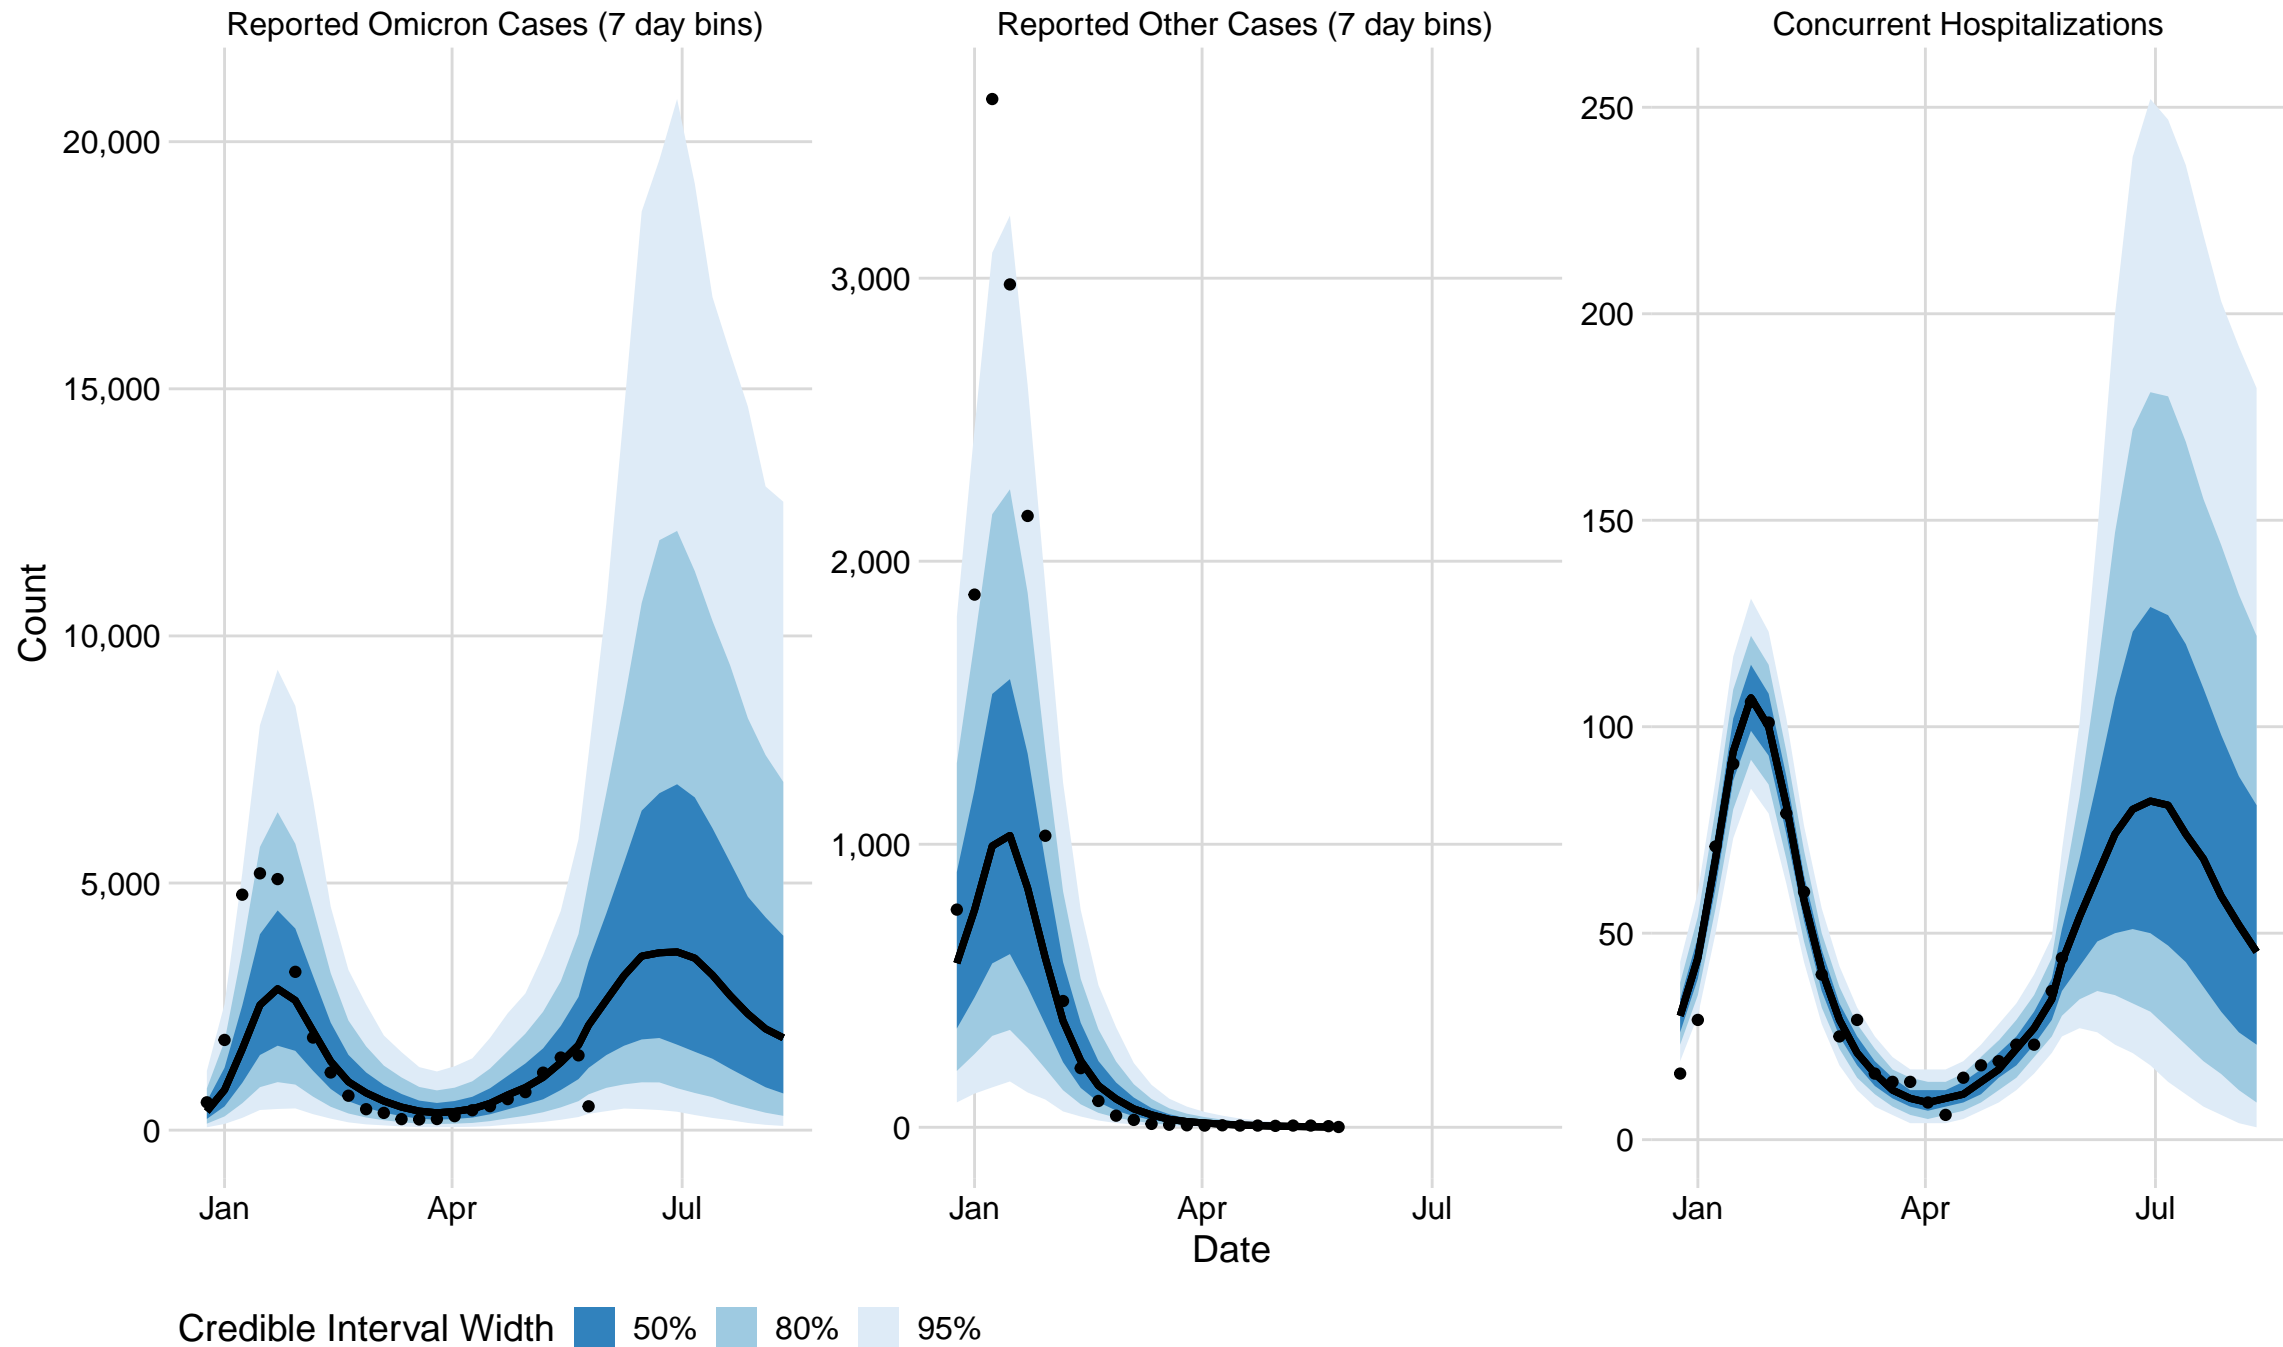 Reported Omicron Cases (7 day bins)
Reported Other Cases (7 day bins)
Concurrent Hospitalizations
Count
20,000
15,000
10,000
5,000
0
3,000
2,000
1,000
0
250
200
150
100
50
0
Jan Apr Jul
Jan Apr Jul
Jan Apr Jul
Date
Credible Interval Width 50% 80% 95%